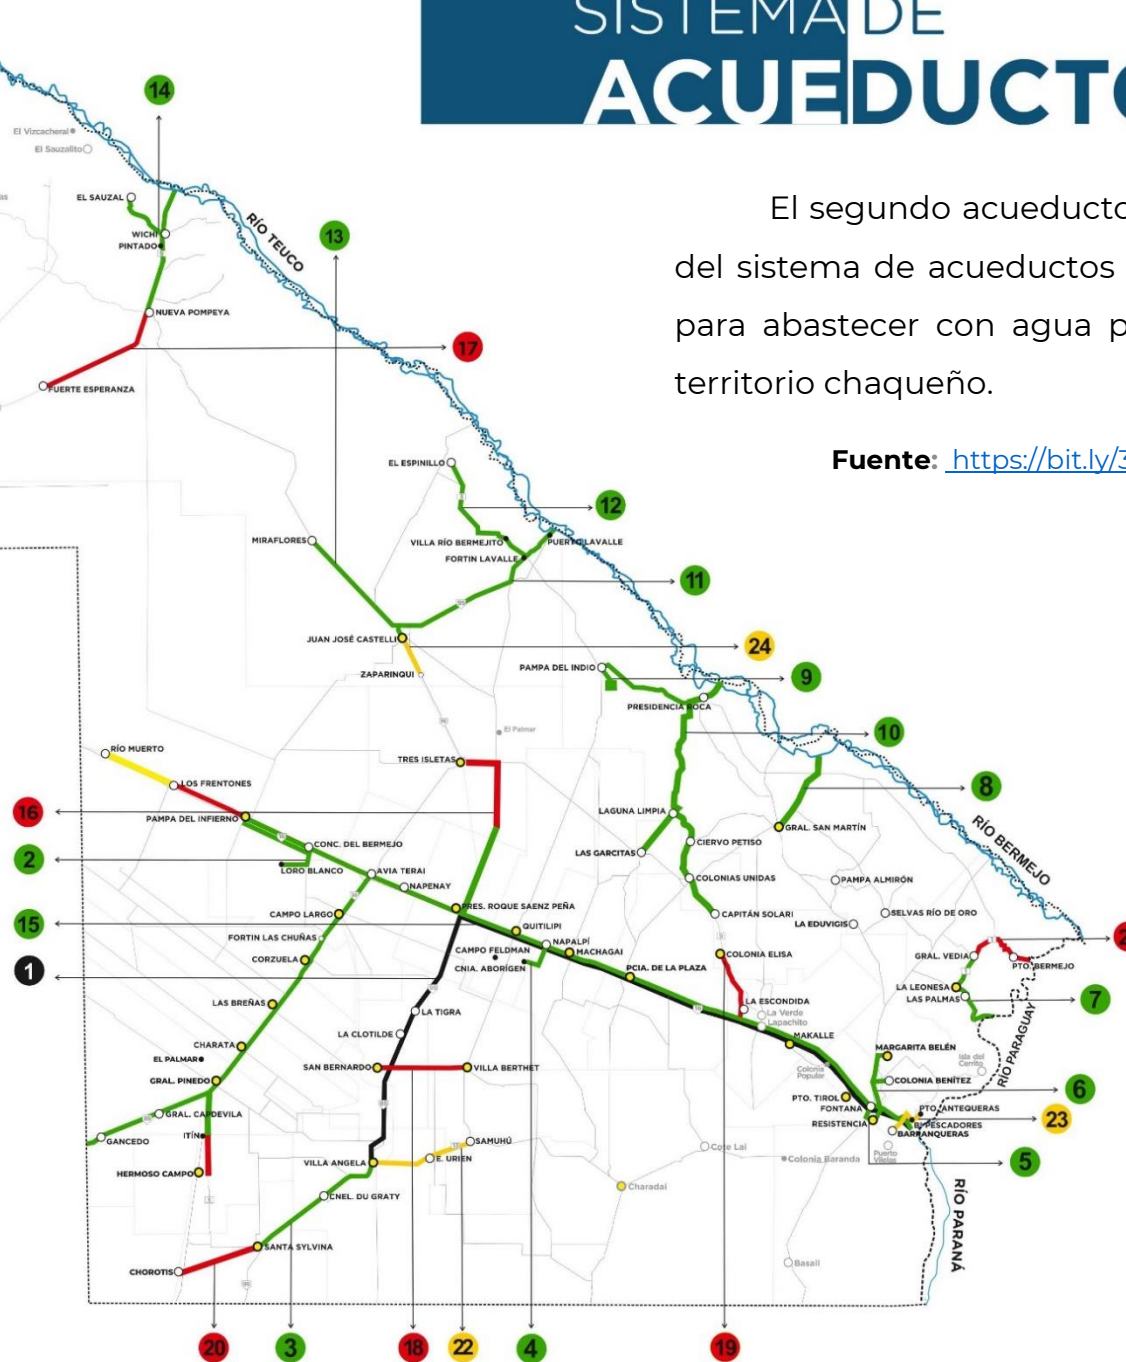 SISTEMA DE
ACUEDUCTO
El segundo acueducto
del sistema de acueductos
para abastecer con agua p
territorio chaqueño.
Fuente: https://bit.ly/3
14
El Vizcacheral
El Sauzalito
as
EL SAUZAL
WICHI
PINTADO
RÍO TEUCO
13
NUEVA POMPEYA
17
FUERTE ESPERANZA
EL ESPINILLO
12
MIRAFLORES
VILLA RÍO BERMEJITO
PUERTO LAVALLE
FORTIN LAVALLE
11
JUAN JOSÉ CASTELLI
24
ZAPARINQUI
PAMPA DEL INDIO
9
PRESIDENCIA ROCA
10
El Palmar
RÍO MUERTO
TRES ISLETAS
LOS FRENTONES
8
16
PAMPA DEL INFIERNO
LAGUNA LIMPIA
GRAL. SAN MARTÍN
RÍO BERMEJO
2
CONC. DEL BERMEJO
CIERVO PETISO
LAS GARCITAS
LORO BLANCO
AVIA TERAI
NAPENAY
COLONIAS UNIDAS
PAMPA ALMIRÓN
CAMPO LARGO
PRES. ROQUE SAENZ PEÑA
CAPITÁN SOLARI
SELVAS RÍO DE ORO
15
QUITILIPI
LA EDUVIGIS
FORTIN LAS CHUÑAS
NAPALPÍ
CAMPO FELDMAN
MACHAGAI
2
CORZUELA
COLONIA ELISA
GRAL. VEDIA
1
CNIA. ABORÍGEN
PCIA. DE LA PLAZA
PTO. BERMEJO
LA LEONESA
LAS PALMAS
7
LAS BREÑAS
LA TIGRA
LA ESCONDIDA
La Verde
Lapachito
LA CLOTILDE
MAKALLE
RÍO PARAGUAY
CHARATA
MARGARITA BELÉN
EL PALMAR
Isla del
Cerrito
SAN BERNARDO
VILLA BERTHET
Colonia
Popular
GRAL. PINEDO
COLONIA BENÍTEZ
6
PTO. TIROL
FONTANA
PTO. ANTEQUERAS
GRAL. CAPDEVILA
RESISTENCIA
Bº PESCADORES
23
BARRANQUERAS
ITÍN
GANCEDO
SAMUHÚ
Cote Lai
Puerto
Vilelas
E. URIEN
Colonia Baranda
5
VILLA ANGELA
HERMOSO CAMPO
Charadai
CNEL. DU GRATY
RÍO PARANÁ
SANTA SYLVINA
CHOROTIS
Basail
20
3
18
22
4
19